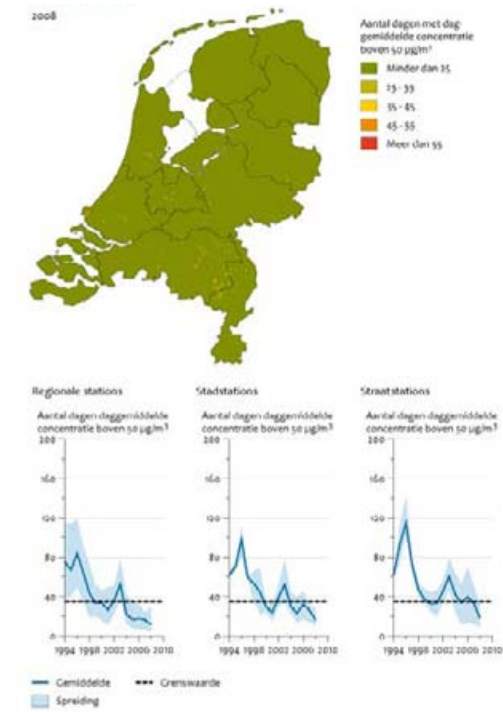 2008
Aantal dagen met dag-
gemiddelde concentratie
boven 50 µg/m³
Minder dan 25
25 - 35
35 - 45
45 - 55
Meer dan 55
Regionale stations
Aantal dagen daggemiddelde
concentratie boven 50 µg/m³
200
160
120
80
40
0
1994 1998 2002 2006 2010
Stadstations
Aantal dagen daggemiddelde
concentratie boven 50 µg/m³
200
160
120
80
40
0
1994 1998 2002 2006 2010
Straatstations
Aantal dagen daggemiddelde
concentratie boven 50 µg/m³
200
160
120
80
40
0
1994 1998 2002 2006 2010
Gemiddelde
Grenswaarde
Spreiding